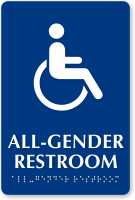 ALL-GENDER
RESTROOM
⠁⠇⠇⠤⠛⠑⠝⠙⠑⠗ ⠗⠑⠎⠞⠗⠕⠕⠍